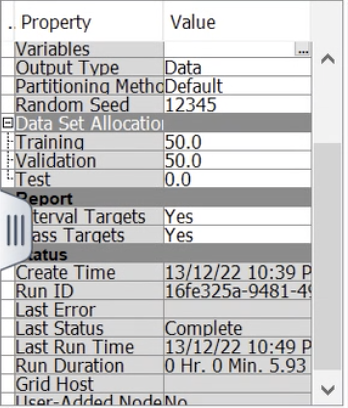 . Property Value
Variables ...
Output Type Data
Partitioning Metho Default
Random Seed 12345
Data Set Allocation
Training 50.0
Validation 50.0
Test 0.0
Report
nterval Targets Yes
lass Targets Yes
tatus
Create Time 13/12/22 10:39 P
Run ID 16fe325a-9481-49
Last Error
Last Status Complete
Last Run Time 13/12/22 10:49 P
Run Duration 0 Hr. 0 Min. 5.93
Grid Host
User-Added Node No